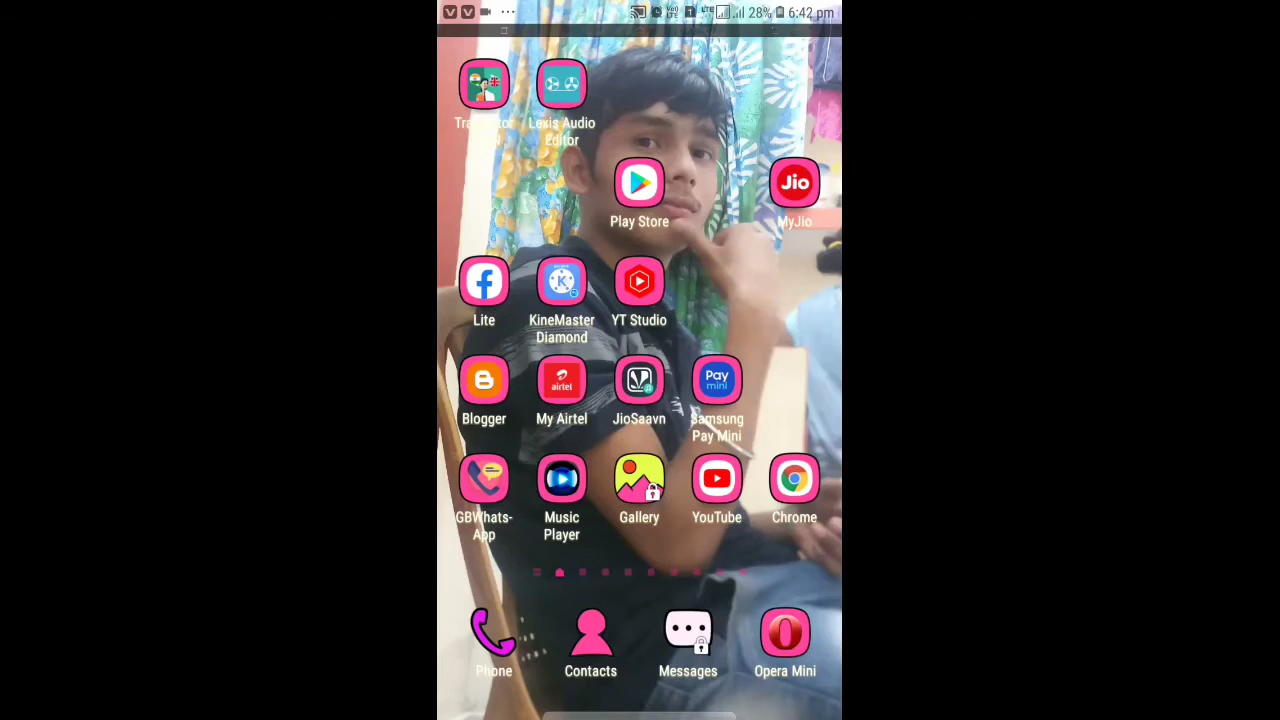 28% 6:42 pm
Lexis Audio
Editor
Play Store
Jio
MyJio
Lite
K
KineMaster
Diamond
YT Studio
airtel
Pay
mini
Blogger
My Airtel
JioSaavn
Samsung
Pay Mini
GBWhats-
App
Music
Player
Gallery
YouTube
Chrome
Phone
Contacts
Messages
Opera Mini